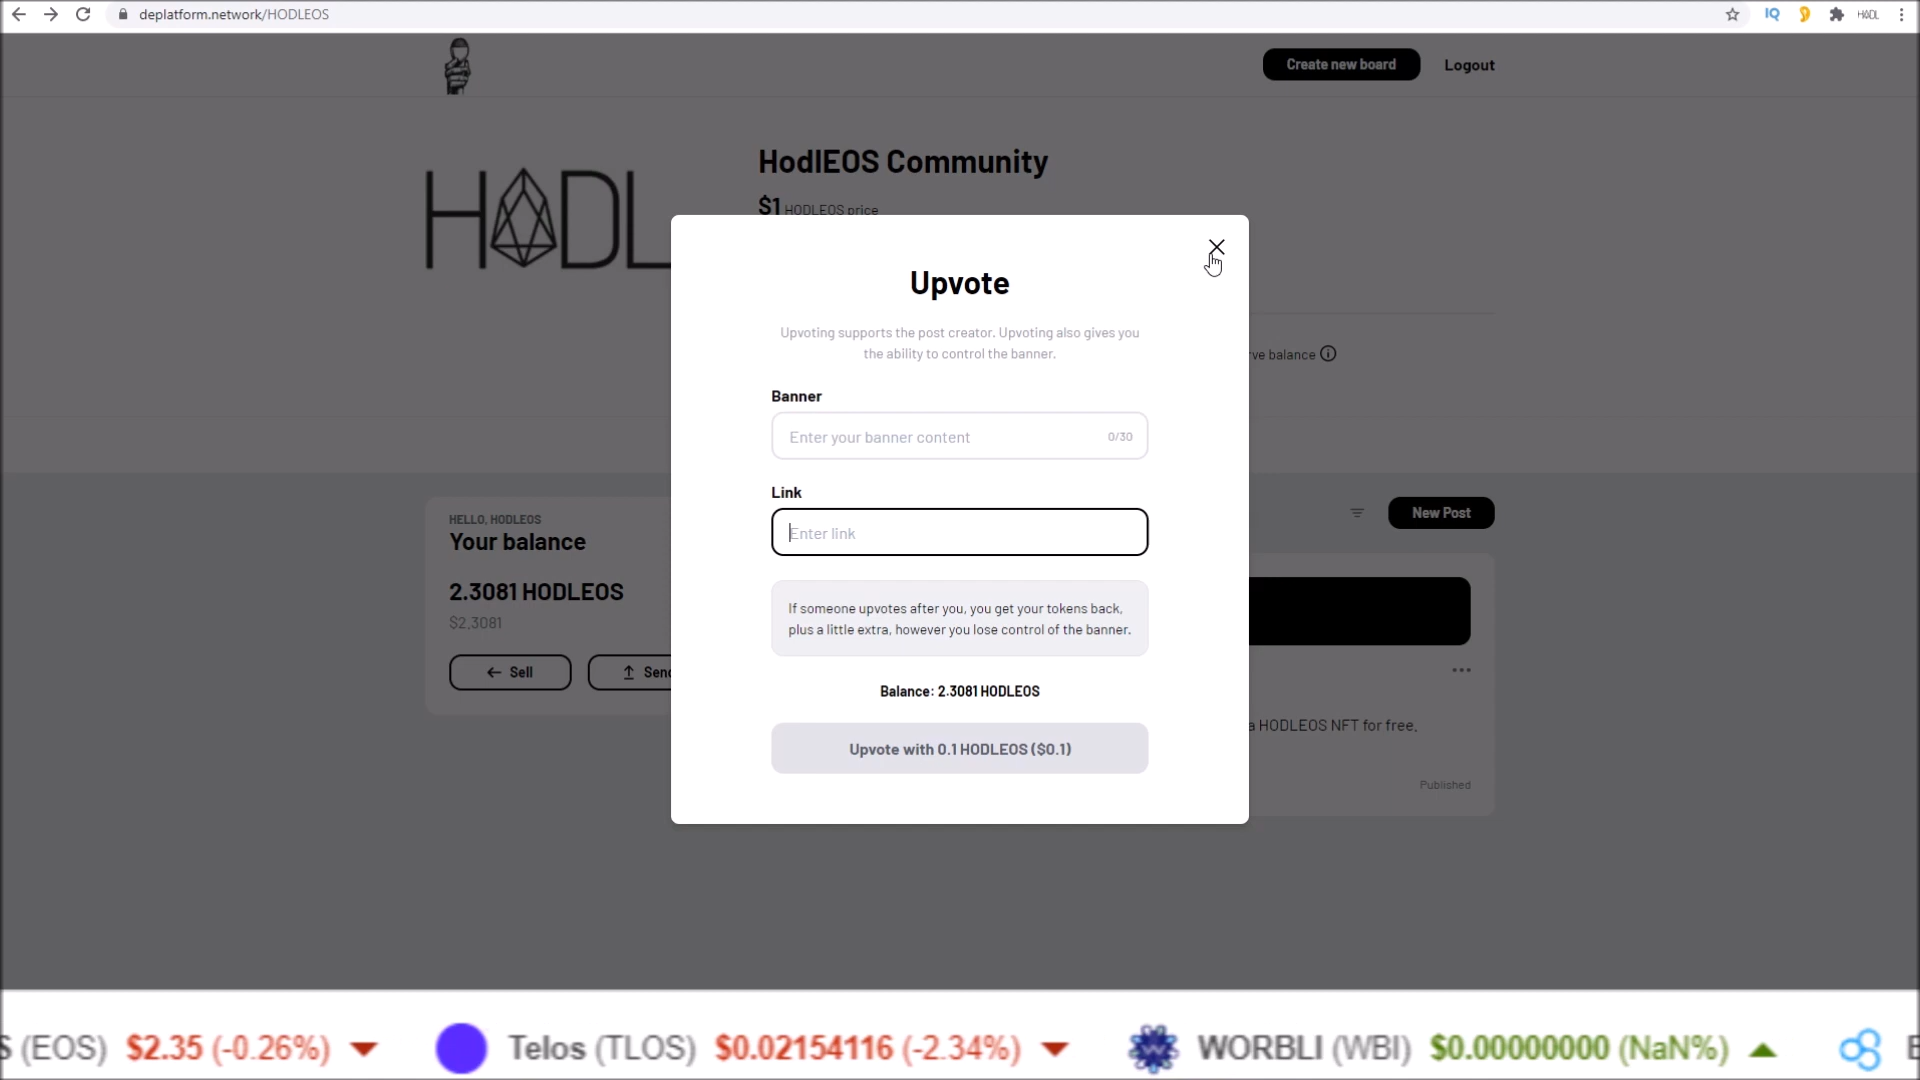 deplatform.network/HODLEOS
IQ
HODL
Create new board
Logout
HODL
HodlEOS Community
$1 HODLEOS price
Upvote
Upvoting supports the post creator. Upvoting also gives you
the ability to control the banner.
Banner
Enter your banner content
0/30
Link
Enter link
If someone upvotes after you, you get your tokens back,
plus a little extra, however you lose control of the banner.
Balance: 2.3081 HODLEOS
Upvote with 0.1 HODLEOS ($0.1)
balance
HELLO, HODLEOS
Your balance
2.3081 HODLEOS
$2.3081
Sell
New Post
a HODLEOS NFT for free.
Published
(EOS) $2.35 (-0.26%)
Telos (TLOS) $0.02154116 (-2.34%)
WORBLI (WBI) $0.00000000 (NaN%)